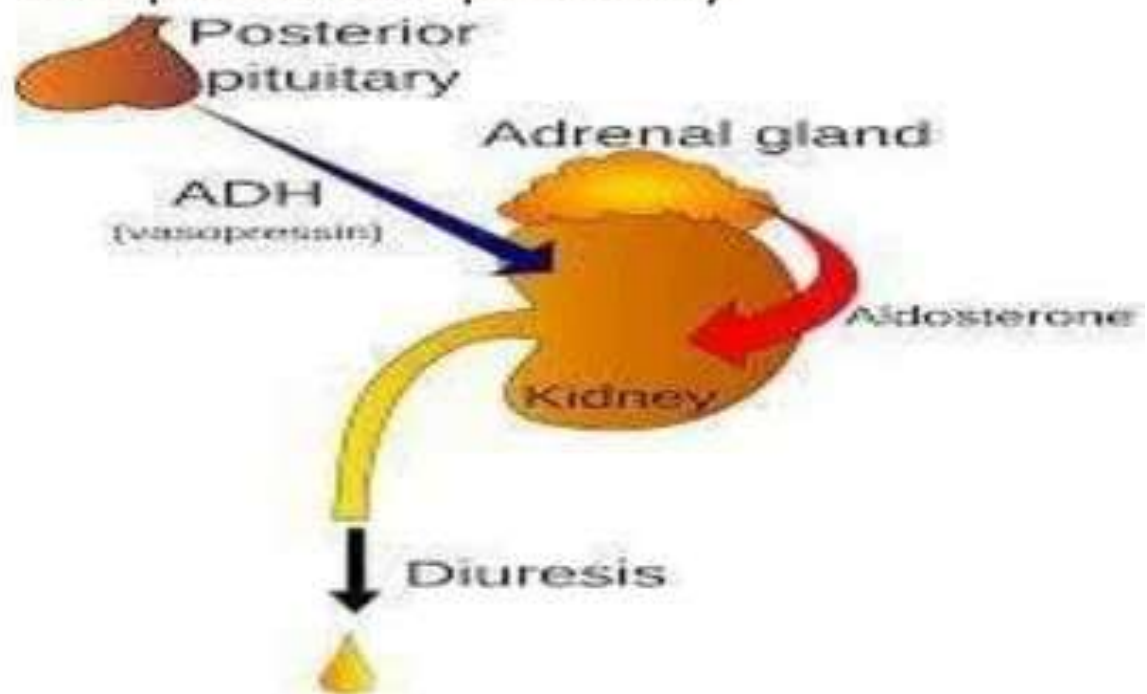 Posterior
pituitary
Adrenal gland
ADH
(vasopressin)
Aldosterone
Kidney
Diuresis